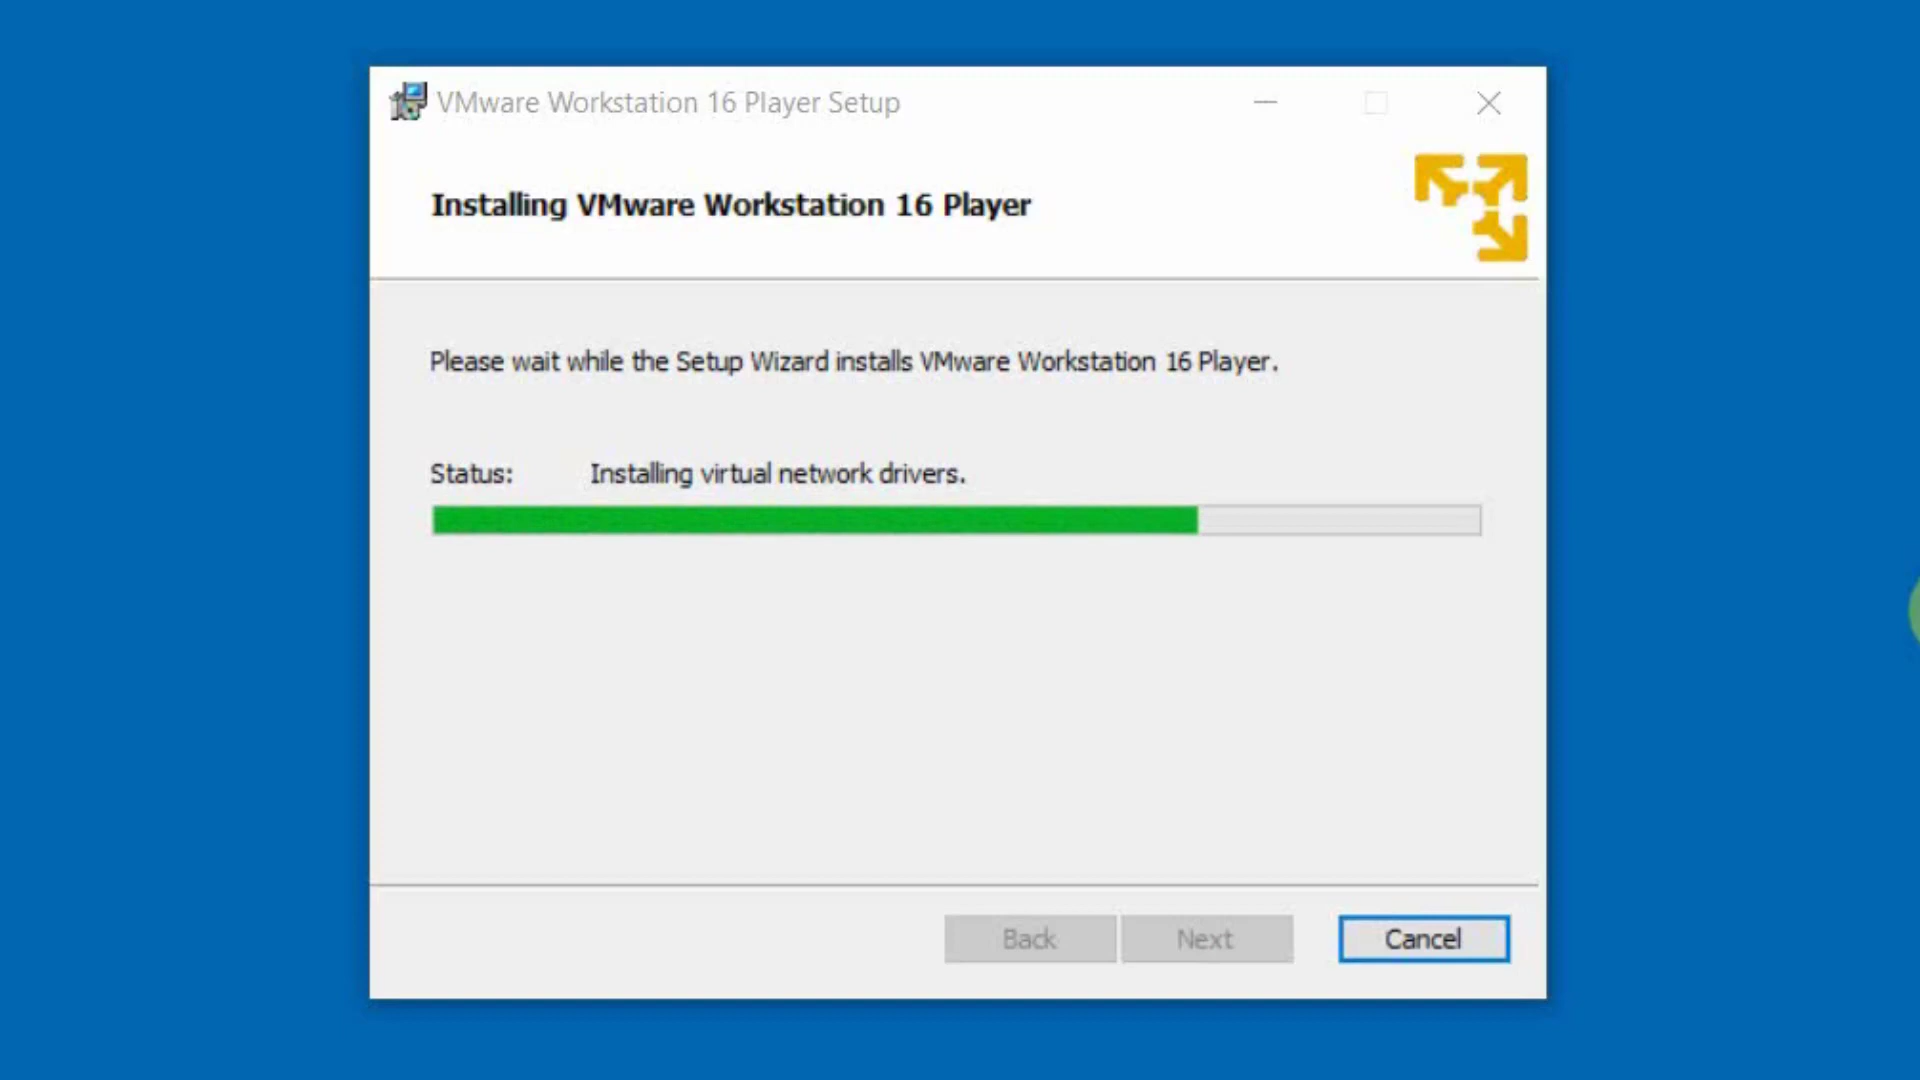 VMware Workstation 16 Player Setup
Installing VMware Workstation 16 Player
Please wait while the Setup Wizard installs VMware Workstation 16 Player.
Status: Installing virtual network drivers.
Back Next Cancel